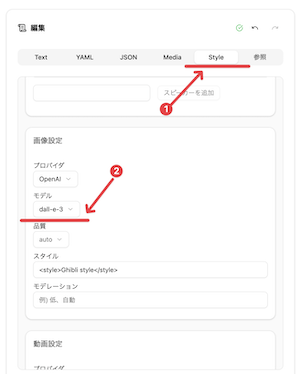 編集
Text YAML JSON Media Style 参照
スピーカーを追加
1
画像設定
プロバイダ
OpenAI
2
モデル
dall-e-3
品質
auto
スタイル
<style>Ghibli style</style>
モデレーション
例) 低、自動
動画設定
プロバイダ